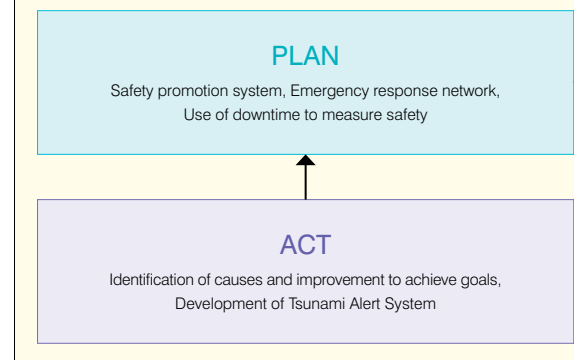 PLAN
Safety promotion system, Emergency response network,
Use of downtime to measure safety
ACT
Identification of causes and improvement to achieve goals,
Development of Tsunami Alert System